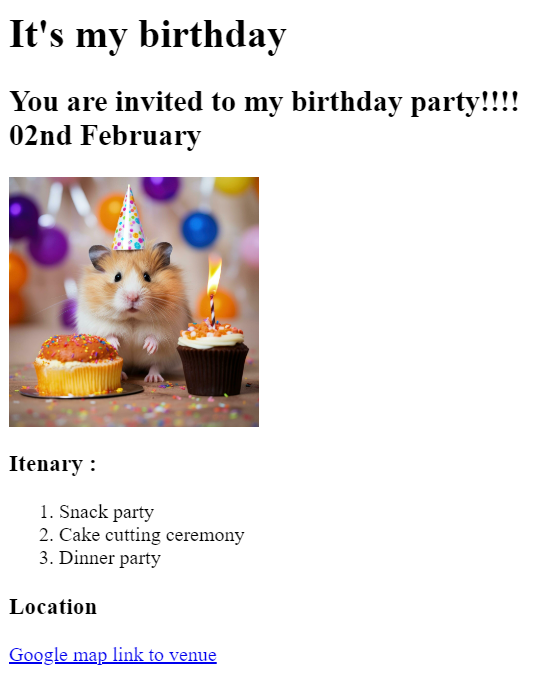 It's my birthday
You are invited to my birthday party!!!!
02nd February
Itenary :
1. Snack party
2. Cake cutting ceremony
3. Dinner party
Location
Google map link to venue